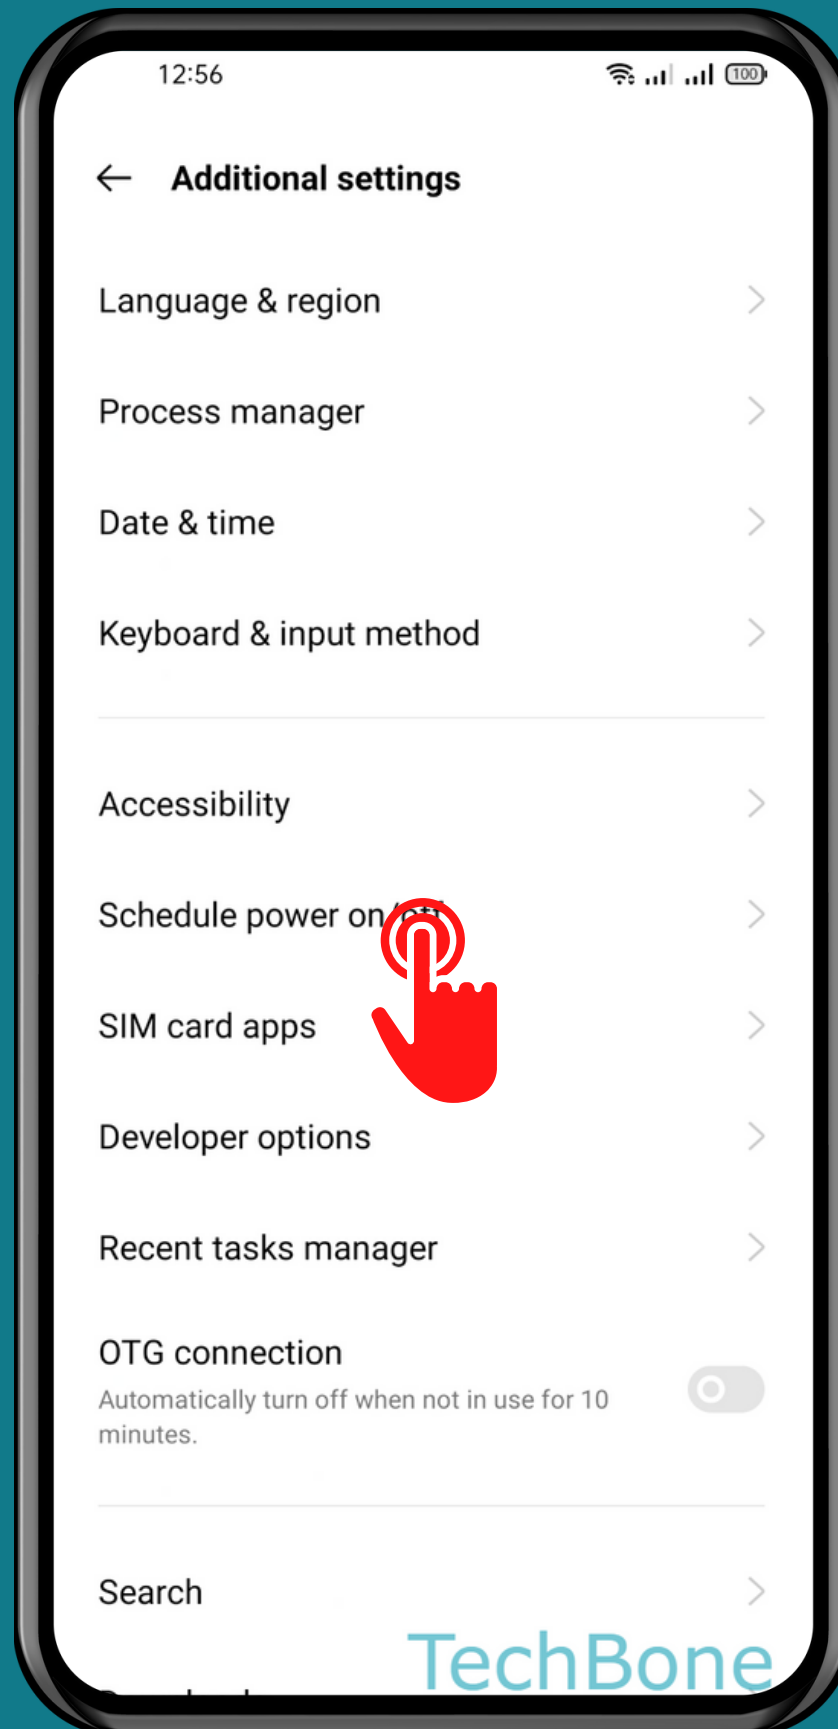 12:56
100
Additional settings
Language & region
Process manager
Date & time
Keyboard & input method
Accessibility
Schedule power on/off
SIM card apps
Developer options
Recent tasks manager
OTG connection
Automatically turn off when not in use for 10
minutes.
Search
TechBone